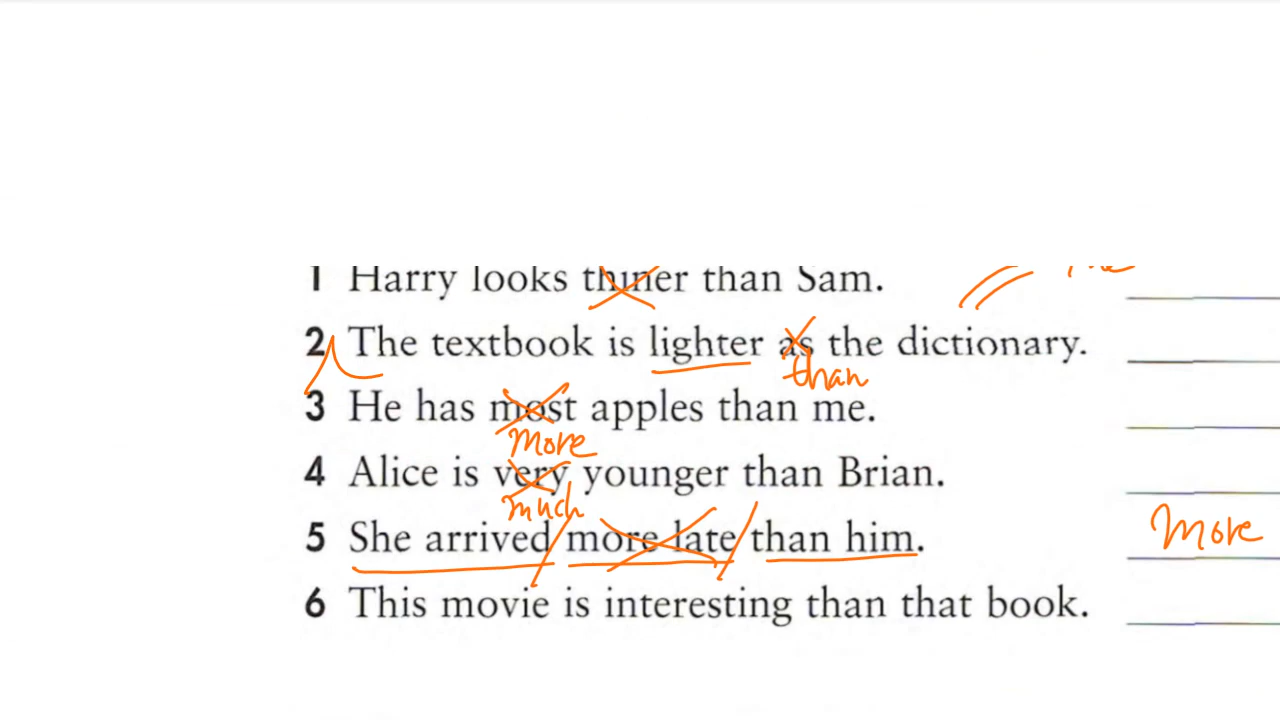 1 Harry looks thiner than Sam.
2 The textbook is lighter as the dictionary.
than
3 He has most apples than me.
more
4 Alice is very younger than Brian.
much
5 She arrived more late than him.
More
6 This movie is interesting than that book.